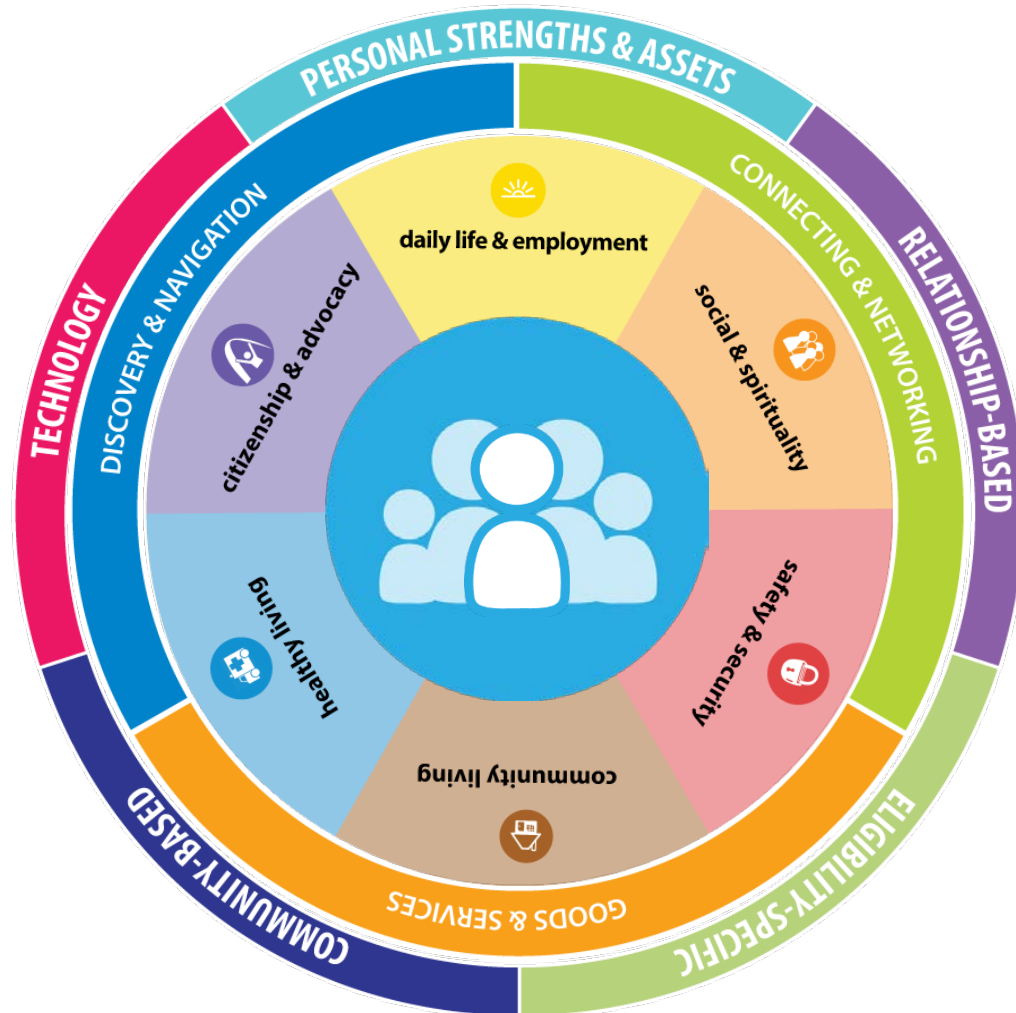 PERSONAL STRENGTHS & ASSETS
RELATIONSHIP-BASED
ELIGIBILITY-SPECIFIC
COMMUNITY-BASED
TECHNOLOGY
DISCOVERY & NAVIGATION
CONNECTING & NETWORKING
GOODS & SERVICES
daily life & employment
social & spirituality
safety & security
community living
healthy living
citizenship & advocacy